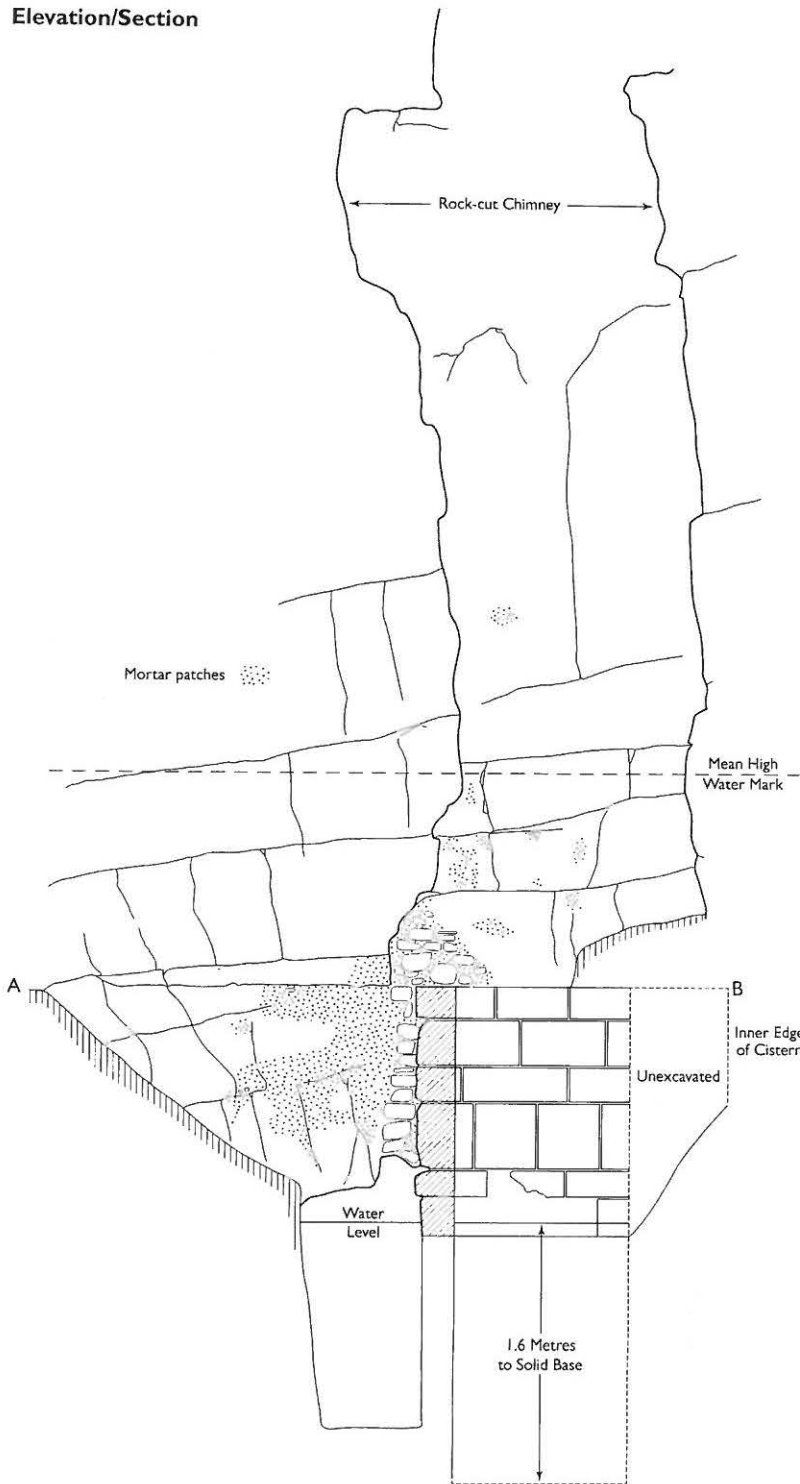 Elevation/Section
Rock-cut Chimney
Mortar patches
Mean High
Water Mark
A
B
Inner Edge
of Cistern
Unexcavated
Water
Level
1.6 Metres
to Solid Base